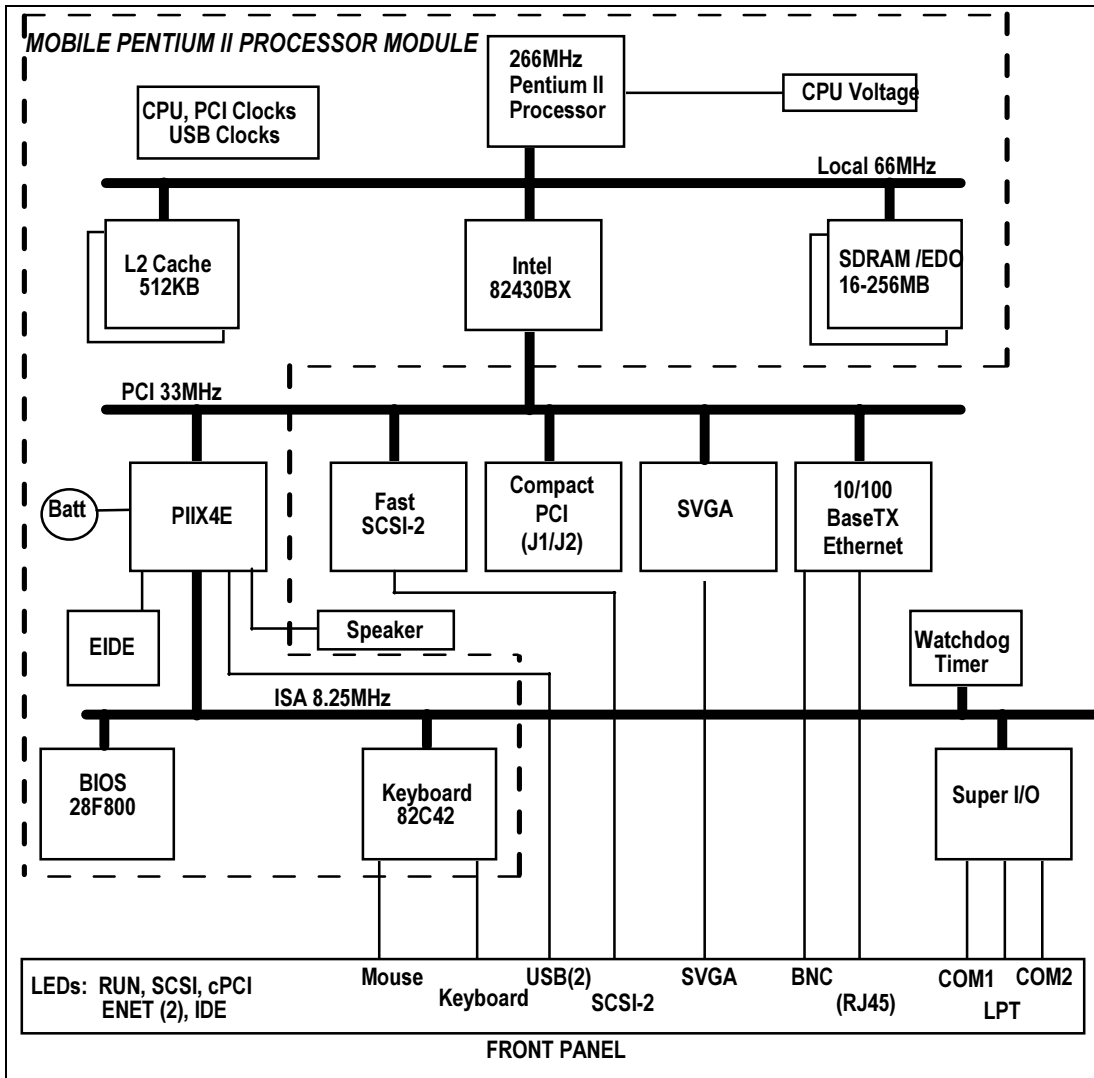 MOBILE PENTIUM II PROCESSOR MODULE
266MHz
Pentium II
Processor
CPU Voltage
CPU, PCI Clocks
USB Clocks
Local 66MHz
L2 Cache
512KB
Intel
82430BX
SDRAM /EDO
16-256MB
PCI 33MHz
Batt
PIIX4E
Fast
SCSI-2
Compact
PCI
(J1/J2)
SVGA
10/100
BaseTX
Ethernet
EIDE
Speaker
Watchdog
Timer
ISA 8.25MHz
BIOS
28F800
Keyboard
82C42
Super I/O
LEDs: RUN, SCSI, cPCI
ENET (2), IDE
Mouse
Keyboard
USB(2)
SCSI-2
SVGA
BNC
(RJ45)
COM1
LPT
COM2
FRONT PANEL